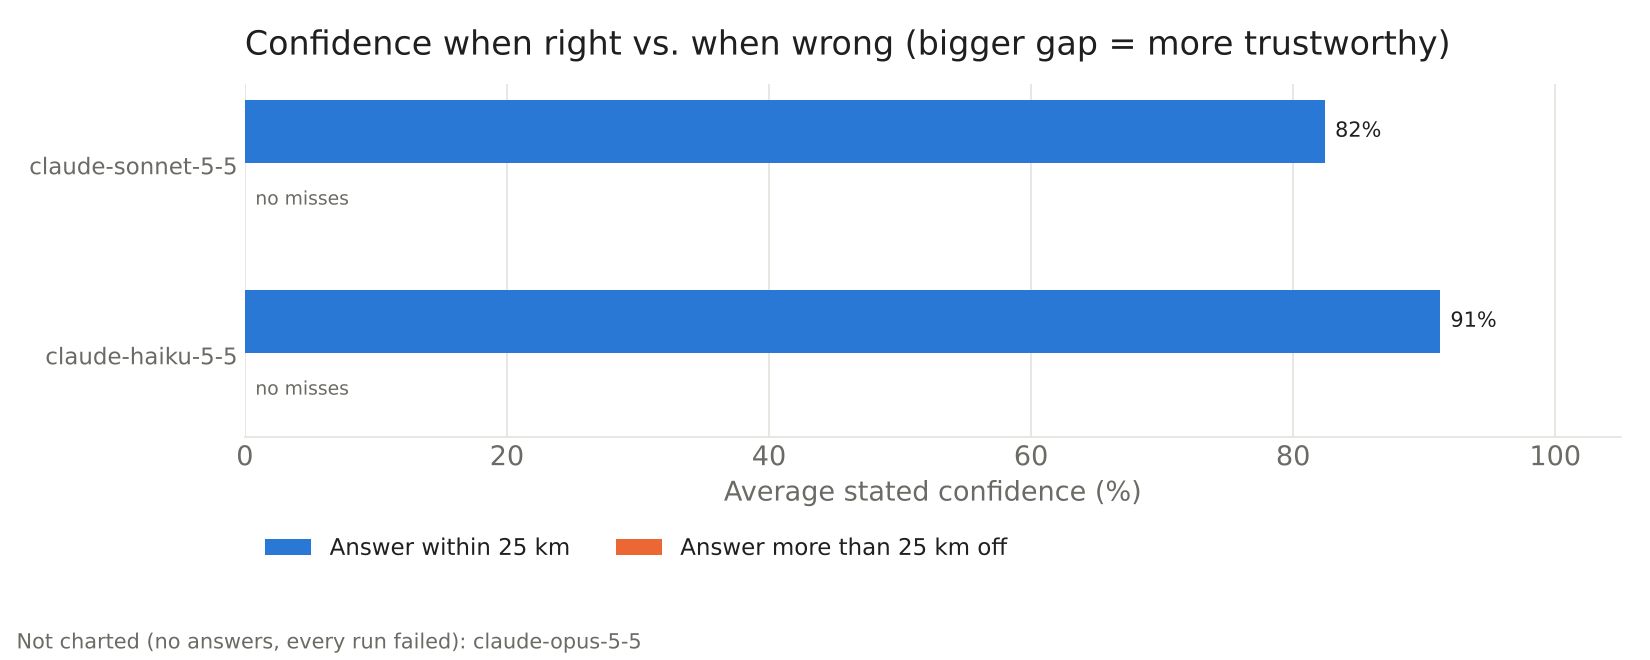 Confidence when right vs. when wrong (bigger gap = more trustworthy)
82%
claude-sonnet-5-5
no misses
91%
claude-haiku-5-5
no misses
0 20 40 60 80 100
Average stated confidence (%)
Answer within 25 km Answer more than 25 km off
Not charted (no answers, every run failed): claude-opus-5-5